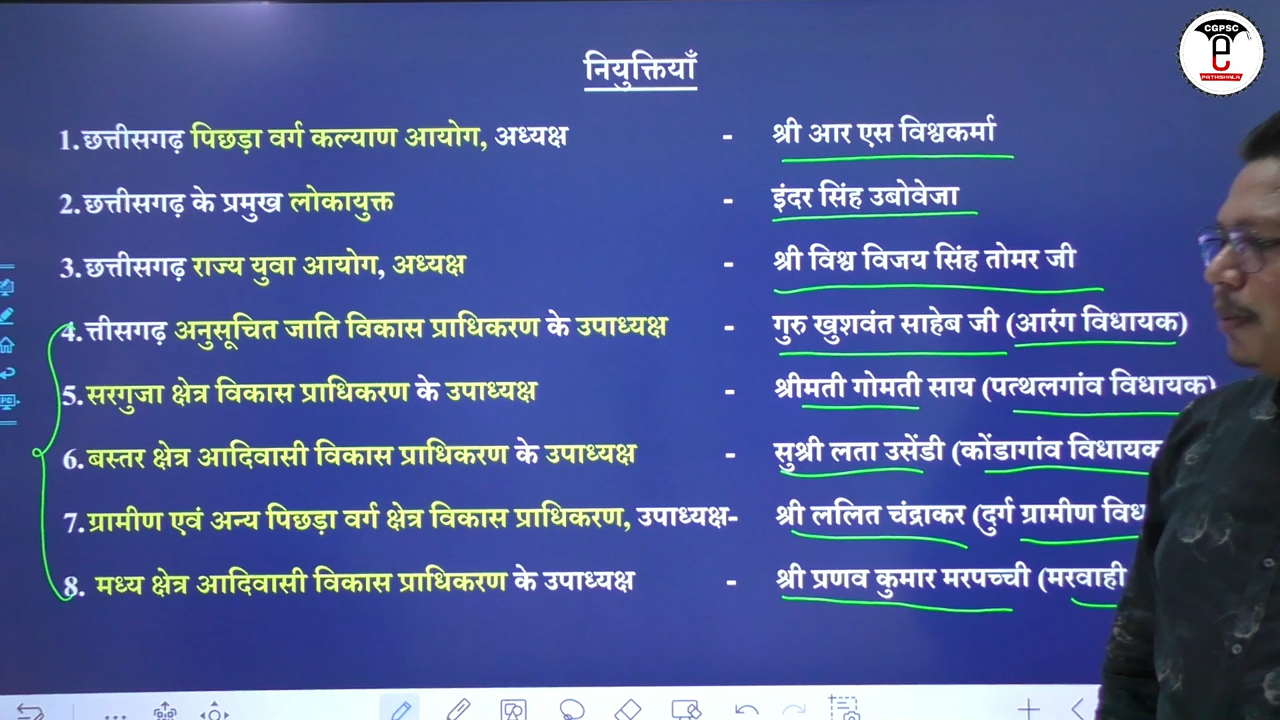 CGPSC
e
PATHSHALA
नियुक्तियाँ
1. छत्तीसगढ़ पिछड़ा वर्ग कल्याण आयोग, अध्यक्ष - श्री आर एस विश्वकर्मा
2. छत्तीसगढ़ के प्रमुख लोकायुक्त - इंदर सिंह उबोवेजा
3. छत्तीसगढ़ राज्य युवा आयोग, अध्यक्ष - श्री विश्व विजय सिंह तोमर जी
4. त्तीसगढ़ अनुसूचित जाति विकास प्राधिकरण के उपाध्यक्ष - गुरु खुशवंत साहेब जी (आरंग विधायक)
5. सरगुजा क्षेत्र विकास प्राधिकरण के उपाध्यक्ष - श्रीमती गोमती साय (पत्थलगांव विधायक)
6. बस्तर क्षेत्र आदिवासी विकास प्राधिकरण के उपाध्यक्ष - सुश्री लता उसेंडी (कोंडागांव विधायक
7. ग्रामीण एवं अन्य पिछड़ा वर्ग क्षेत्र विकास प्राधिकरण, उपाध्यक्ष- श्री ललित चंद्राकर (दुर्ग ग्रामीण विध
8. मध्य क्षेत्र आदिवासी विकास प्राधिकरण के उपाध्यक्ष - श्री प्रणव कुमार मरपच्ची (मरवाही